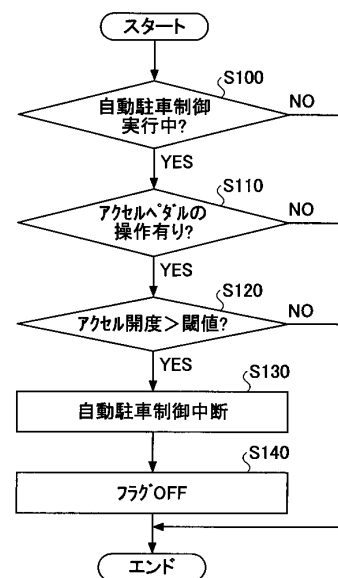 スタート
S100
自動駐車制御
実行中?
NO
YES
S110
ｱｸｾﾙﾍﾟﾀﾞﾙの
操作有り?
NO
YES
S120
ｱｸｾﾙ開度＞閾値?
NO
YES
S130
自動駐車制御中断
S140
ﾌﾗｸﾞOFF
エンド